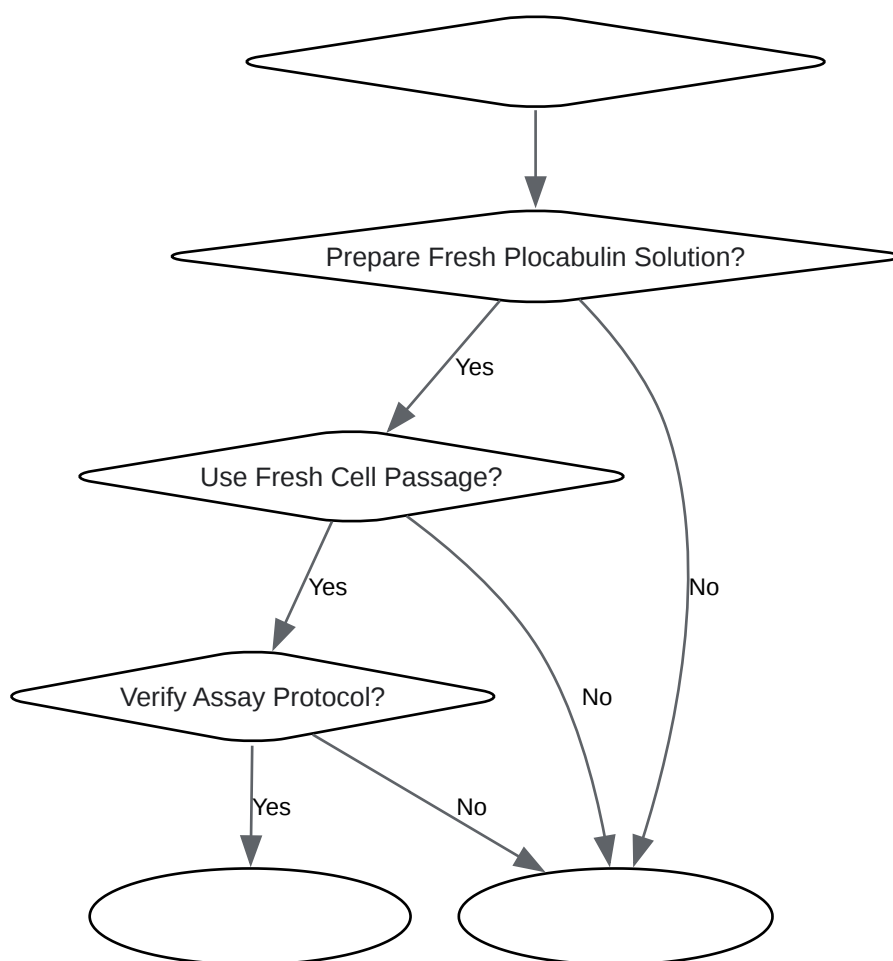 Prepare Fresh Plocabulin Solution?
Yes
Use Fresh Cell Passage?
Yes
No
Verify Assay Protocol?
No
Yes
No